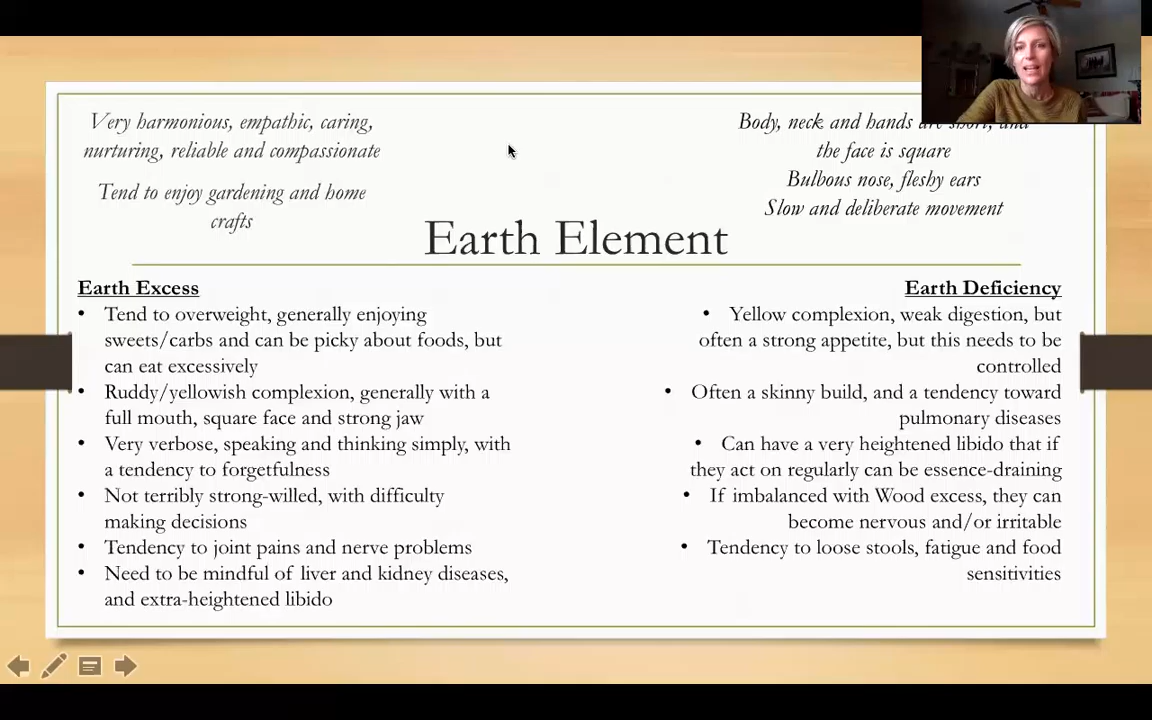 Very harmonious, empathic, caring,
nurturing, reliable and compassionate
Tend to enjoy gardening and home
crafts
Body, neck and hands are short, and
the face is square
Bulbous nose, fleshy ears
Slow and deliberate movement
Earth Element
Earth Excess
• Tend to overweight, generally enjoying
sweets/carbs and can be picky about foods, but
can eat excessively
• Ruddy/yellowish complexion, generally with a
full mouth, square face and strong jaw
• Very verbose, speaking and thinking simply, with
a tendency to forgetfulness
• Not terribly strong-willed, with difficulty
making decisions
• Tendency to joint pains and nerve problems
• Need to be mindful of liver and kidney diseases,
and extra-heightened libido
Earth Deficiency
• Yellow complexion, weak digestion, but
often a strong appetite, but this needs to be
controlled
• Often a skinny build, and a tendency toward
pulmonary diseases
• Can have a very heightened libido that if
they act on regularly can be essence-draining
• If imbalanced with Wood excess, they can
become nervous and/or irritable
• Tendency to loose stools, fatigue and food
sensitivities